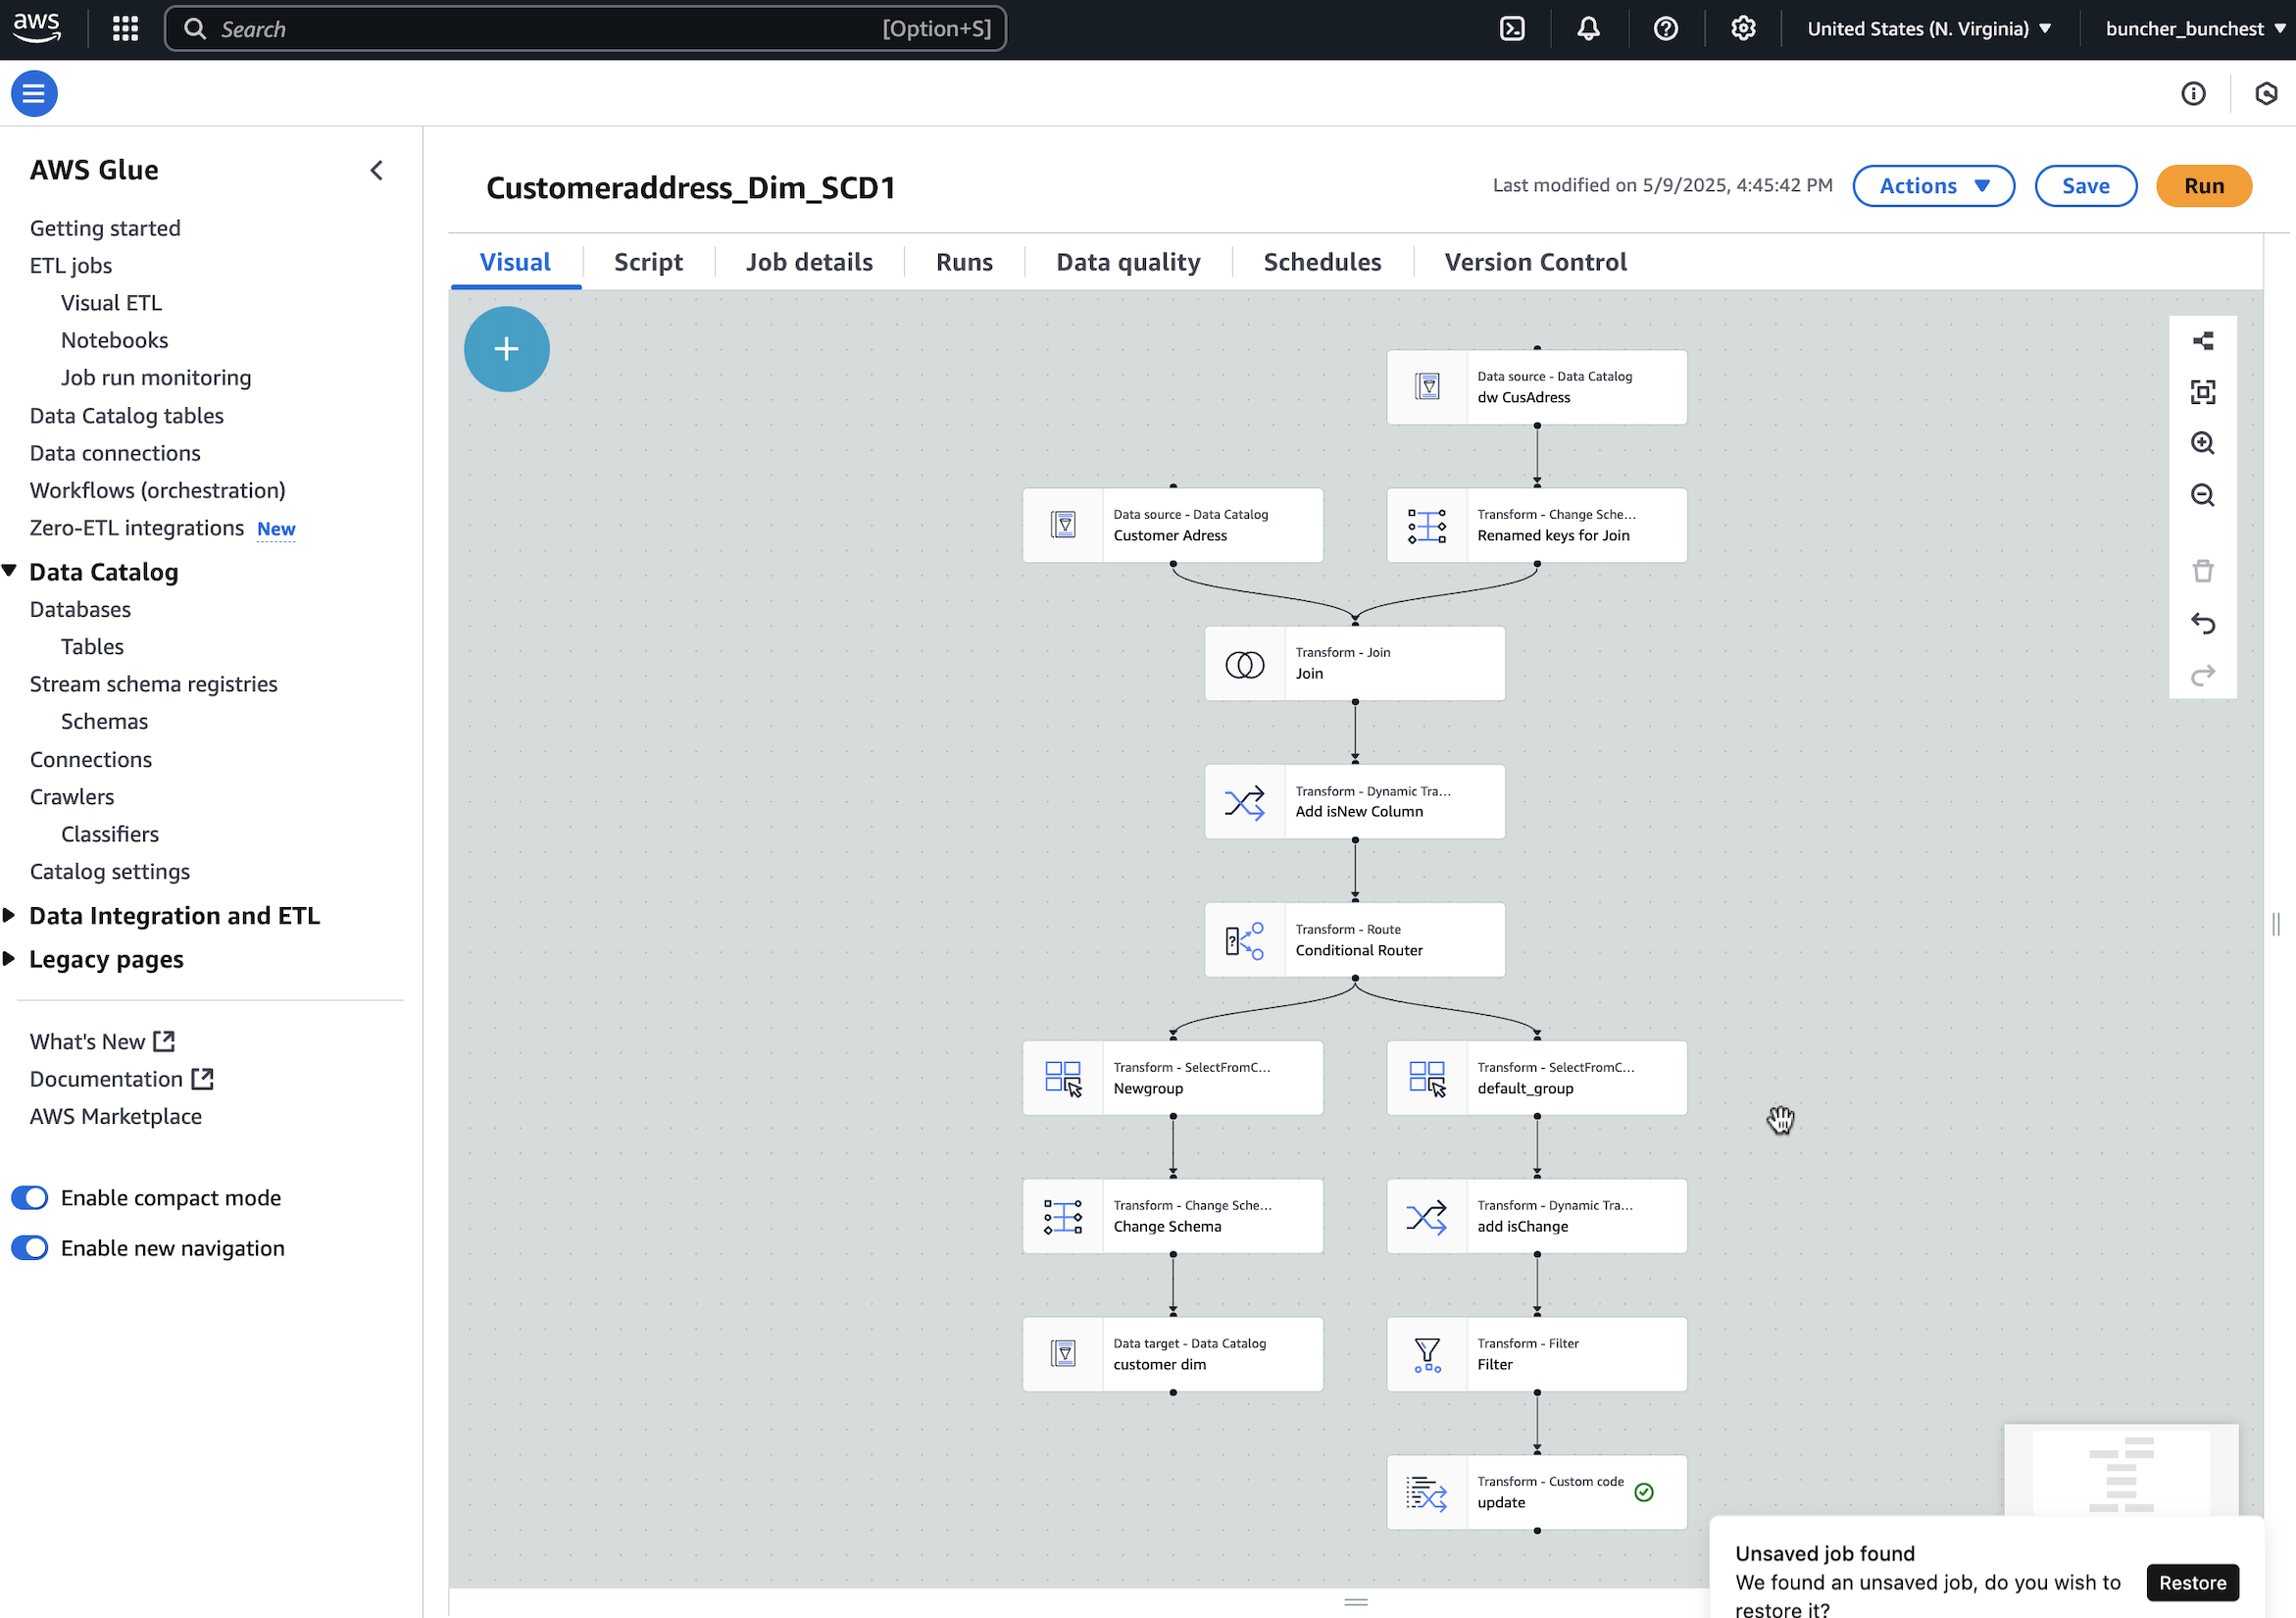 aws
Search
[Option+S]
United States (N. Virginia)
buncher_bunchest
AWS Glue
Getting started
ETL jobs
Visual ETL
Notebooks
Job run monitoring
Data Catalog tables
Data connections
Workflows (orchestration)
Zero-ETL integrations New
Data Catalog
Databases
Tables
Stream schema registries
Schemas
Connections
Crawlers
Classifiers
Catalog settings
Data Integration and ETL
Legacy pages
What's New
Documentation
AWS Marketplace
Enable compact mode
Enable new navigation
Customeraddress_Dim_SCD1
Last modified on 5/9/2025, 4:45:42 PM
Actions
Save
Run
Visual
Script
Job details
Runs
Data quality
Schedules
Version Control
Data source - Data Catalog
dw CusAdress
Data source - Data Catalog
Customer Adress
Transform - Change Sche...
Renamed keys for Join
Transform - Join
Join
Transform - Dynamic Tra...
Add isNew Column
Transform - Route
Conditional Router
Transform - SelectFromC...
Newgroup
Transform - SelectFromC...
default_group
Transform - Change Sche...
Change Schema
Transform - Dynamic Tra...
add isChange
Data target - Data Catalog
customer dim
Transform - Filter
Filter
Transform - Custom code
update
Unsaved job found
We found an unsaved job, do you wish to
restore it?
Restore